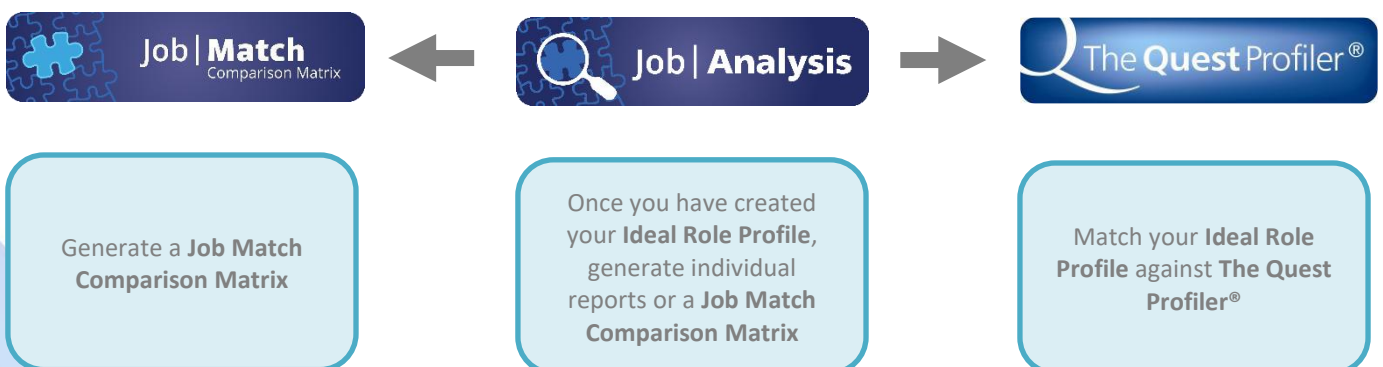 Job | Match
Comparison Matrix
Job | Analysis
The Quest Profiler®
Generate a Job Match
Comparison Matrix
Once you have created
your Ideal Role Profile,
generate individual
reports or a Job Match
Comparison Matrix
Match your Ideal Role
Profile against The Quest
Profiler®